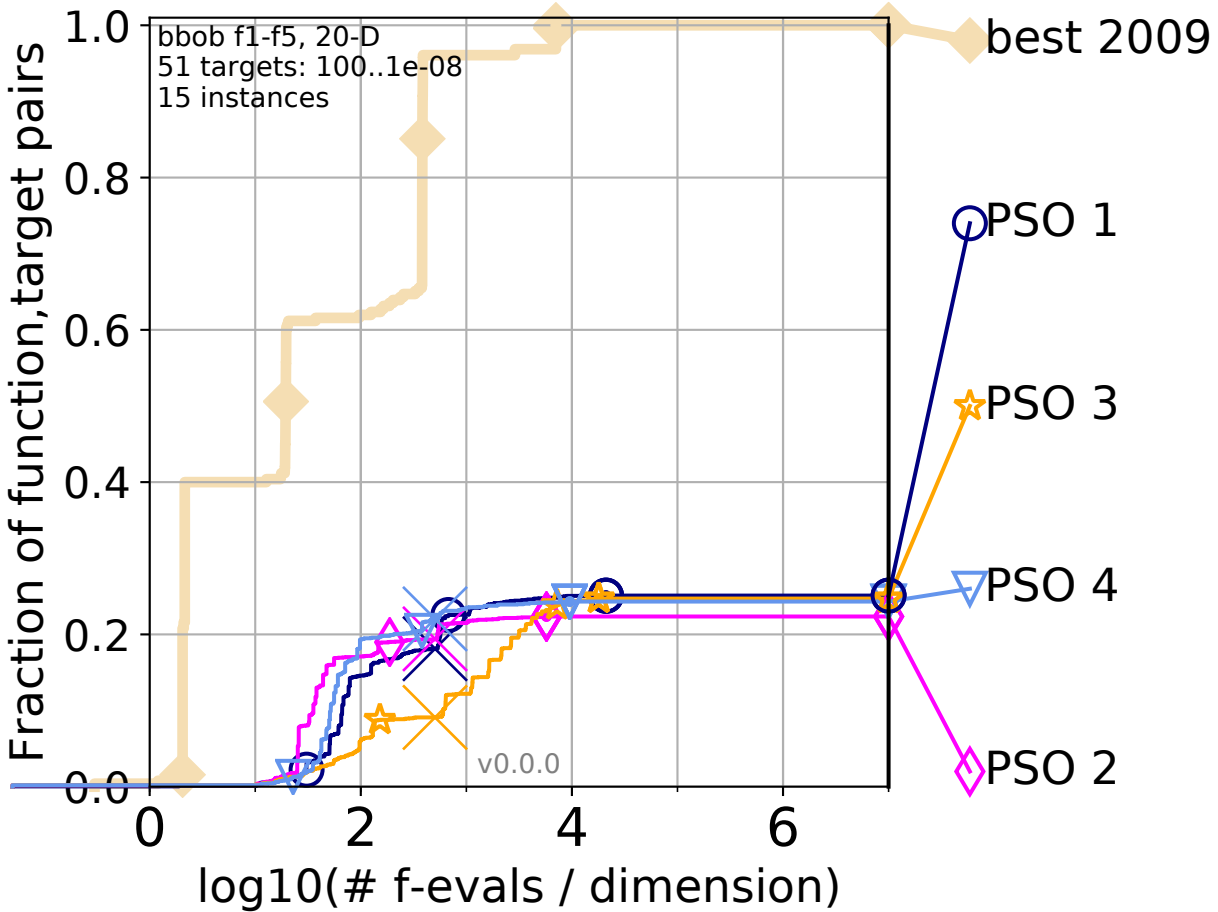 Fraction of function,target pairs
1.0
0.8
0.6
0.4
0.2
0.0
bbob f1-f5, 20-D
51 targets: 100..1e-08
15 instances
best 2009
PSO 1
PSO 3
PSO 4
PSO 2
v0.0.0
0 2 4 6
log10(# f-evals / dimension)